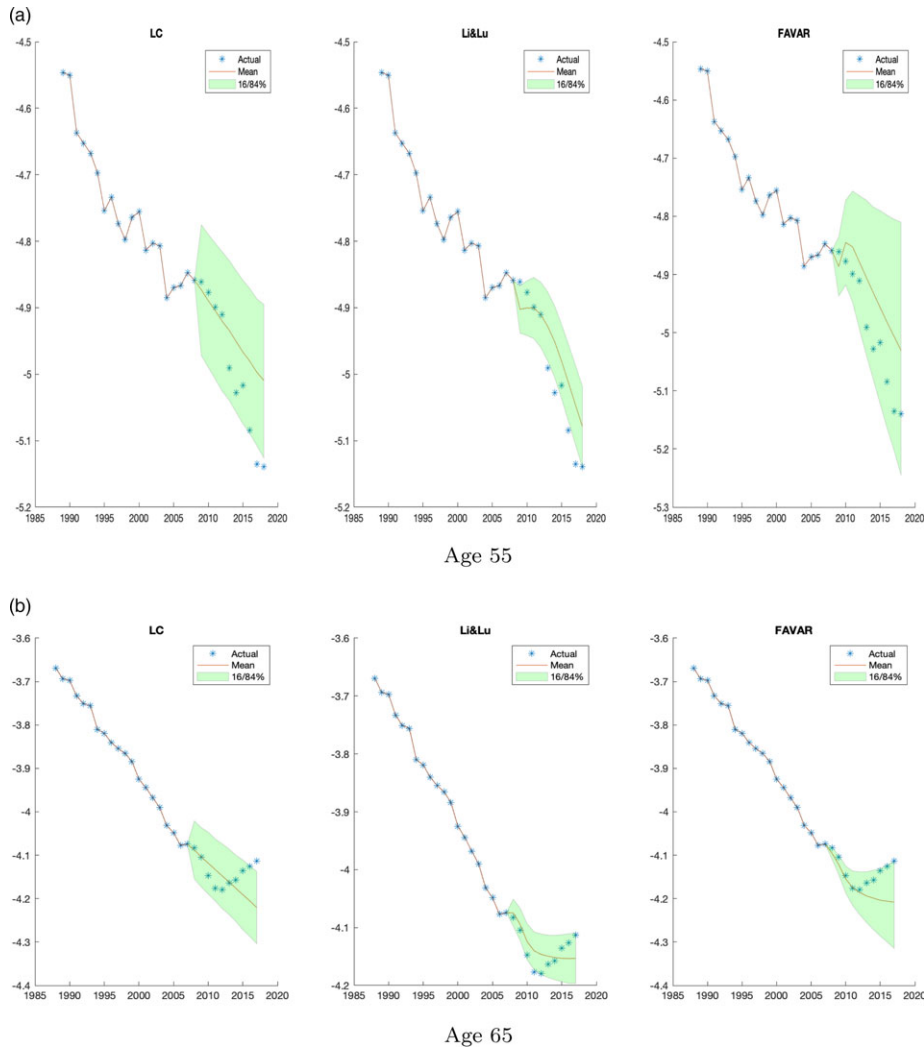 (a)
LC
Li&Lu
FAVAR
Actual
Mean
16/84%
Actual
Mean
16/84%
Actual
Mean
16/84%
-4.5
-4.6
-4.7
-4.8
-4.9
-5
-5.1
-5.2
1985 1990 1995 2000 2005 2010 2015 2020
-4.5
-4.6
-4.7
-4.8
-4.9
-5
-5.1
-5.2
1985 1990 1995 2000 2005 2010 2015 2020
-4.5
-4.6
-4.7
-4.8
-4.9
-5
-5.1
-5.2
-5.3
1985 1990 1995 2000 2005 2010 2015 2020
Age 55
(b)
LC
Li&Lu
FAVAR
Actual
Mean
16/84%
Actual
Mean
16/84%
Actual
Mean
16/84%
-3.6
-3.7
-3.8
-3.9
-4
-4.1
-4.2
-4.3
-4.4
1985 1990 1995 2000 2005 2010 2015 2020
-3.6
-3.7
-3.8
-3.9
-4
-4.1
-4.2
1985 1990 1995 2000 2005 2010 2015 2020
-3.6
-3.7
-3.8
-3.9
-4
-4.1
-4.2
-4.3
-4.4
1985 1990 1995 2000 2005 2010 2015 2020
Age 65